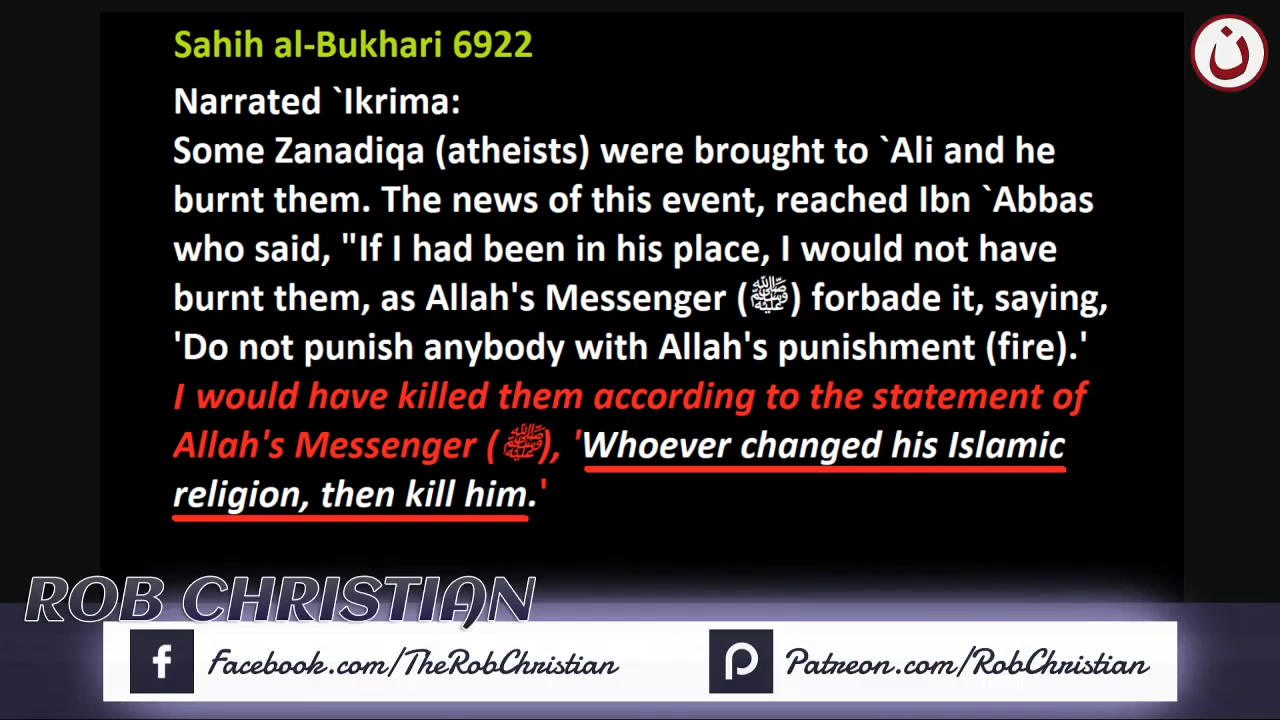 Sahih al-Bukhari 6922
ن
Narrated `Ikrima:
Some Zanadiqa (atheists) were brought to `Ali and he
burnt them. The news of this event, reached Ibn `Abbas
who said, "If I had been in his place, I would not have
burnt them, as Allah's Messenger (ﷺ) forbade it, saying,
'Do not punish anybody with Allah's punishment (fire).'
I would have killed them according to the statement of
Allah's Messenger (ﷺ), 'Whoever changed his Islamic
religion, then kill him.'
ROB CHRISTIAN
Facebook.com/TheRobChristian
Patreon.com/RobChristian